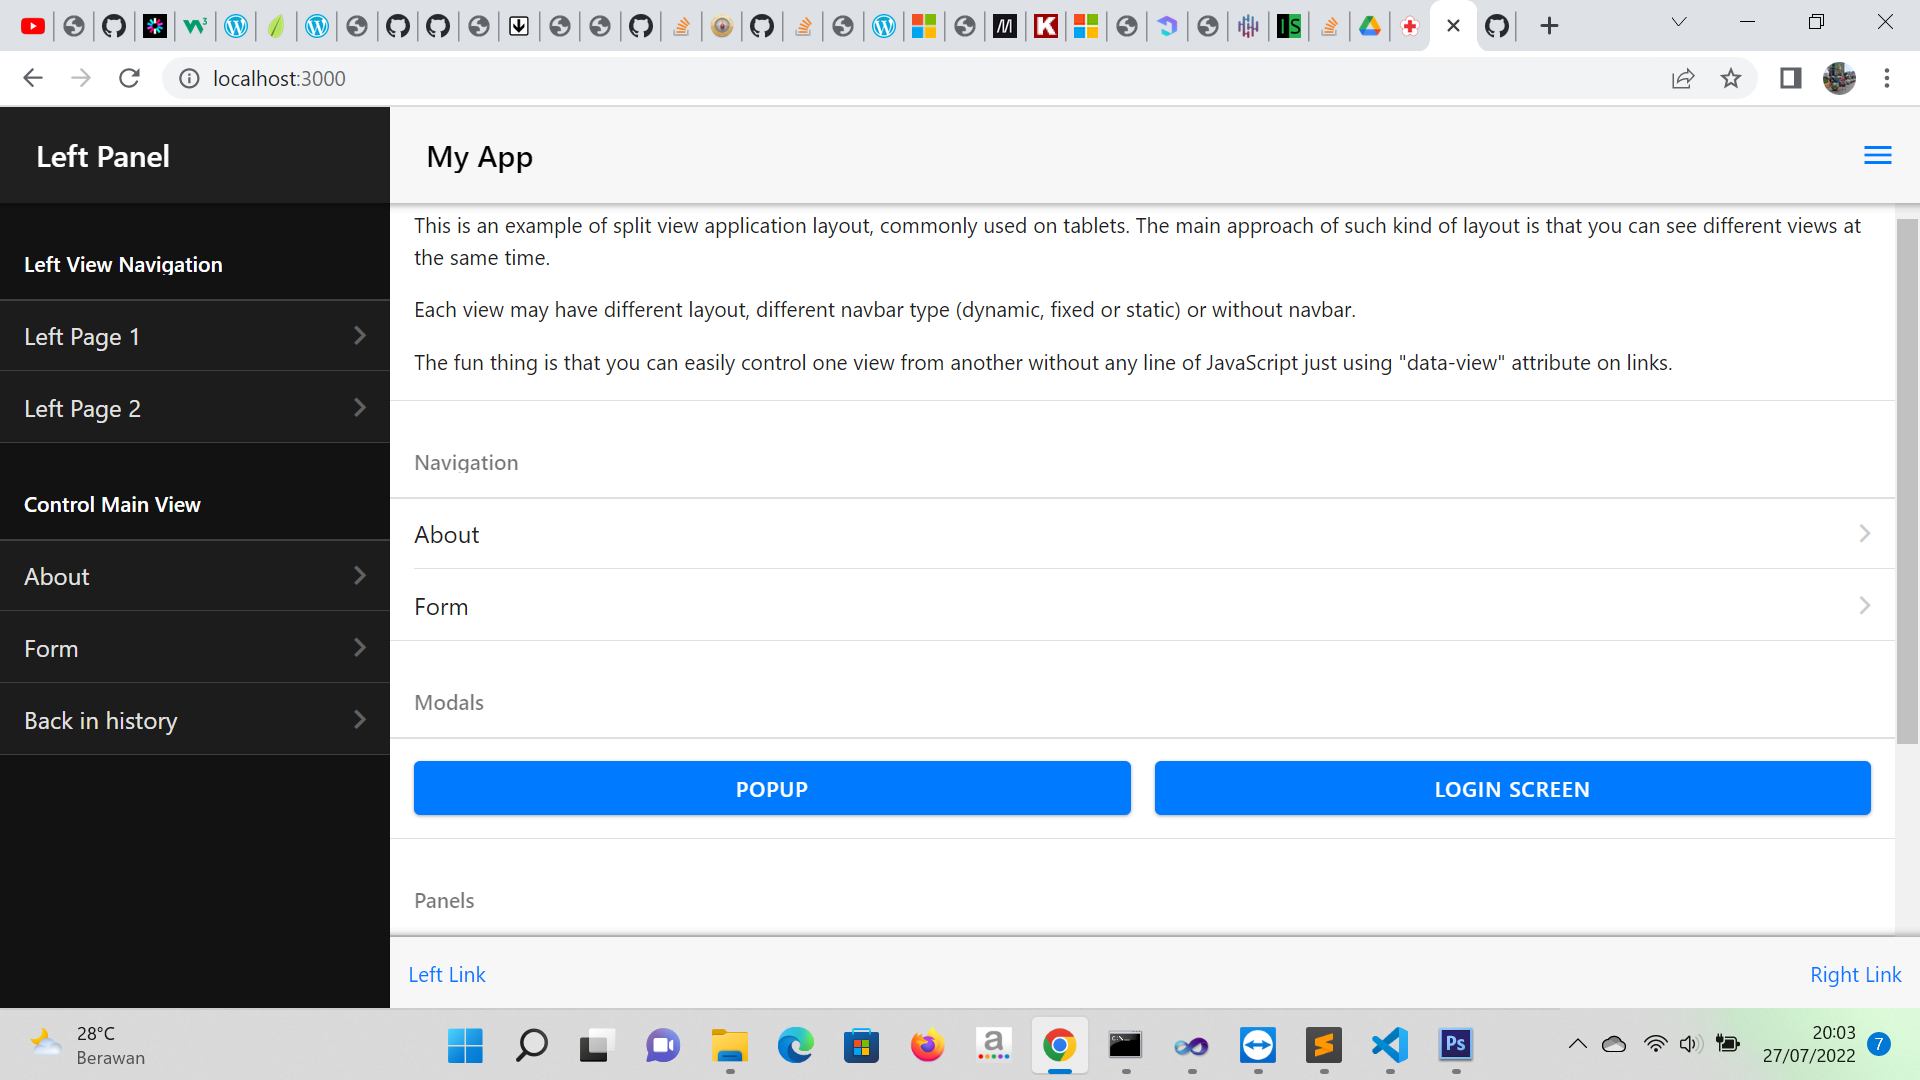 localhost:3000
Left Panel
My App
Left View Navigation
Left Page 1
Left Page 2
Control Main View
About
Form
Back in history
This is an example of split view application layout, commonly used on tablets. The main approach of such kind of layout is that you can see different views at
the same time.
Each view may have different layout, different navbar type (dynamic, fixed or static) or without navbar.
The fun thing is that you can easily control one view from another without any line of JavaScript just using "data-view" attribute on links.
Navigation
About
Form
Modals
POPUP
LOGIN SCREEN
Panels
Left Link
Right Link
28°C
Berawan
Ps
20:03
27/07/2022
7